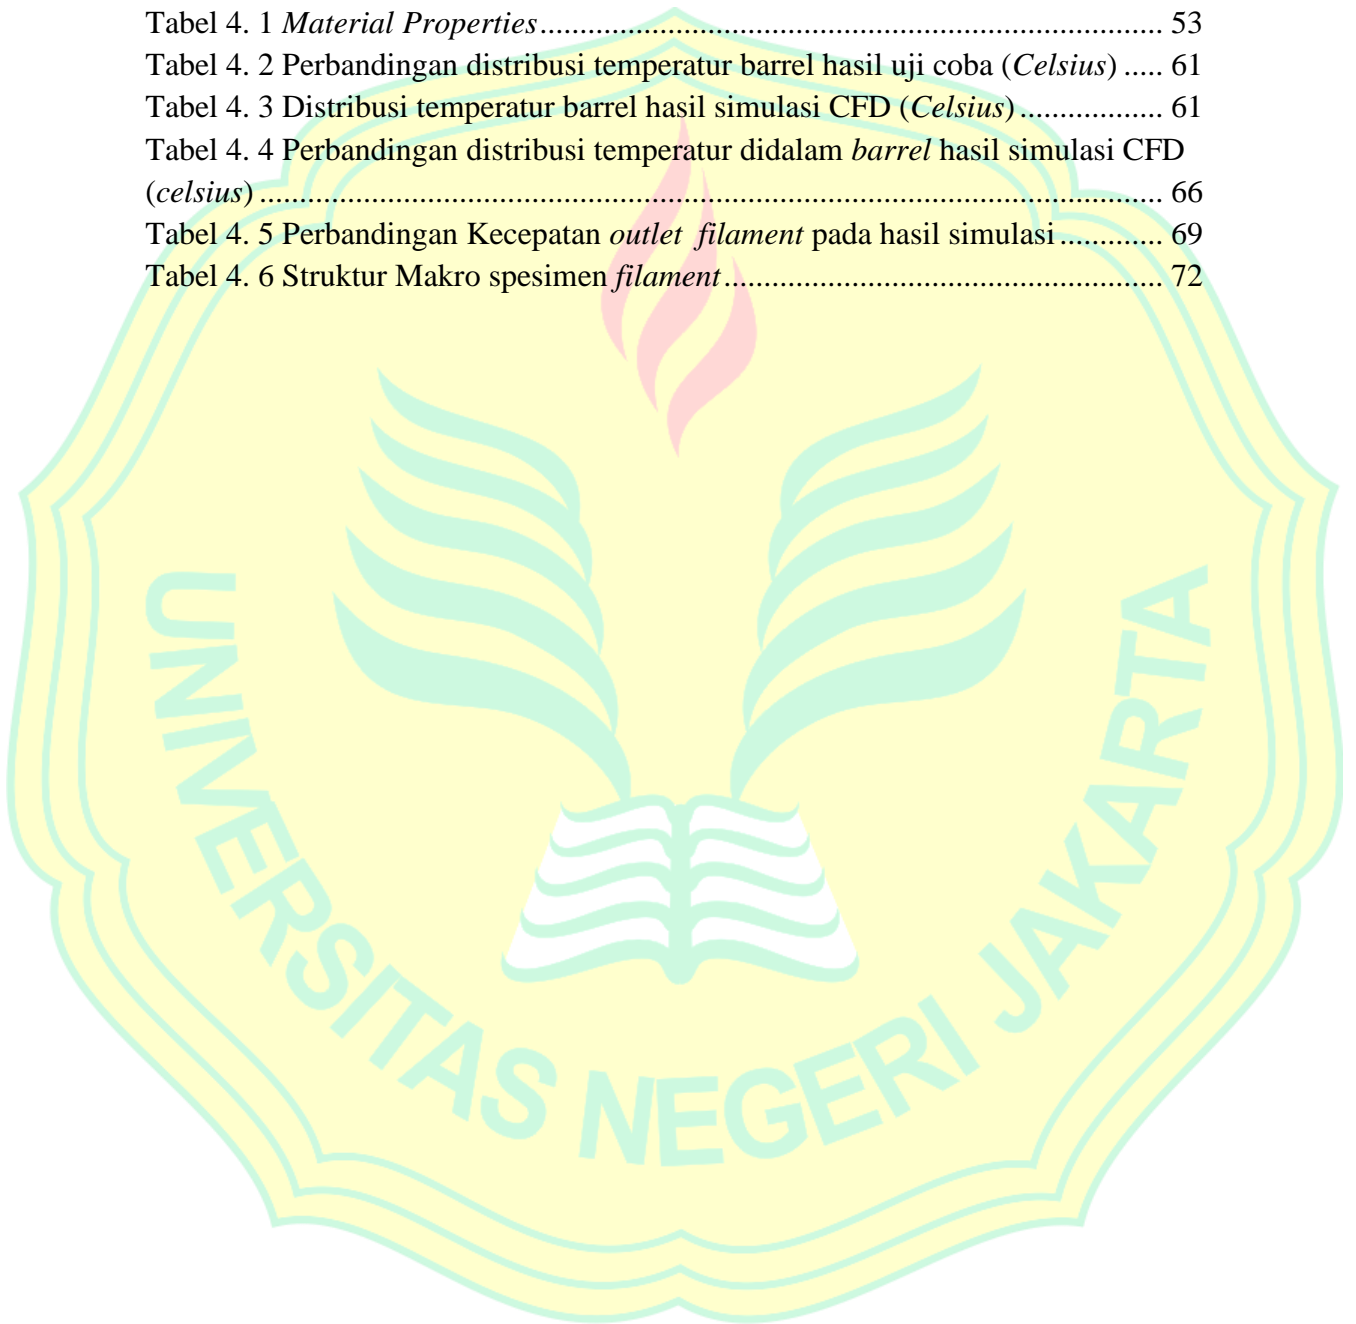 Tabel 4. 1 Material Properties.............................................................................. 53
Tabel 4. 2 Perbandingan distribusi temperatur barrel hasil uji coba (Celsius) ..... 61
Tabel 4. 3 Distribusi temperatur barrel hasil simulasi CFD (Celsius).................. 61
Tabel 4. 4 Perbandingan distribusi temperatur didalam barrel hasil simulasi CFD
(celsius) ................................................................................................................. 66
Tabel 4. 5 Perbandingan Kecepatan outlet filament pada hasil simulasi............. 69
Tabel 4. 6 Struktur Makro spesimen filament....................................................... 72
UNIVERSITAS NEGERI JAKARTA